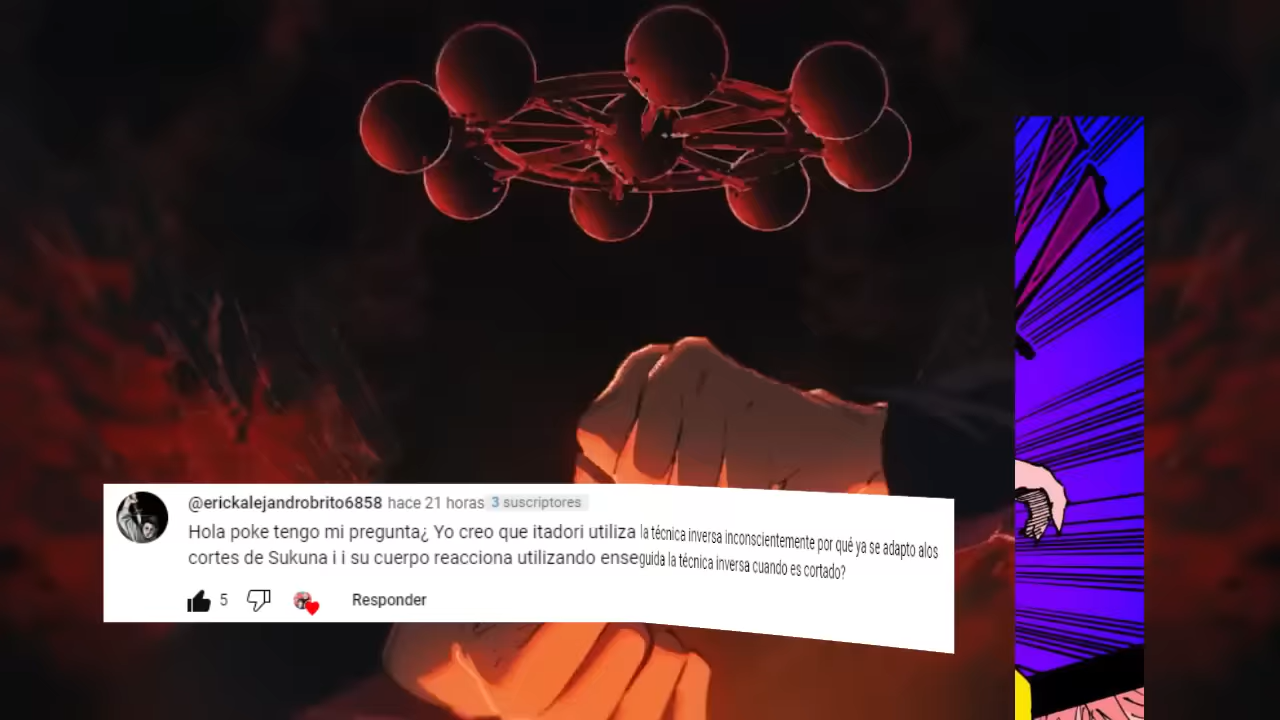 @erickalejandrobrito6858 hace 21 horas 3 suscriptores
Hola poke tengo mi pregunta¿ Yo creo que itadori utiliza la técnica inversa inconscientemente por qué ya se adapto alos
cortes de Sukuna i i su cuerpo reacciona utilizando enseguida la técnica inversa cuando es cortado?
5 Responder